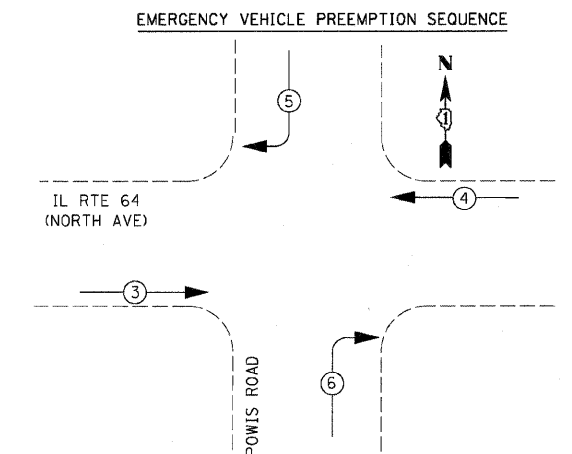 EMERGENCY VEHICLE PREEMPTION SEQUENCE
N
5
1
IL RTE 64
(NORTH AVE)
4
3
POWIS ROAD
6